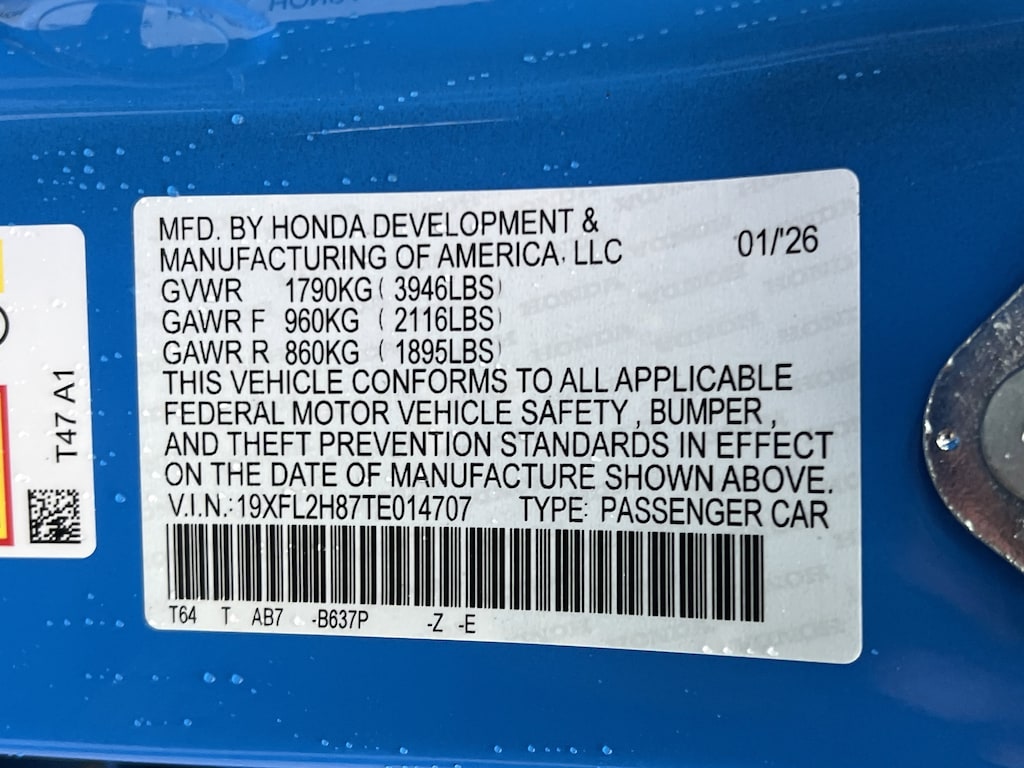 MFD. BY HONDA DEVELOPMENT &
MANUFACTURING OF AMERICA, LLC 01/'26
GVWR 1790KG ( 3946LBS)
GAWR F 960KG ( 2116LBS)
GAWR R 860KG ( 1895LBS)
THIS VEHICLE CONFORMS TO ALL APPLICABLE
FEDERAL MOTOR VEHICLE SAFETY , BUMPER ,
AND THEFT PREVENTION STANDARDS IN EFFECT
ON THE DATE OF MANUFACTURE SHOWN ABOVE.
V.I.N.: 19XFL2H87TE014707 TYPE: PASSENGER CAR
T64 T AB7 -B637P -Z -E
T47 A1